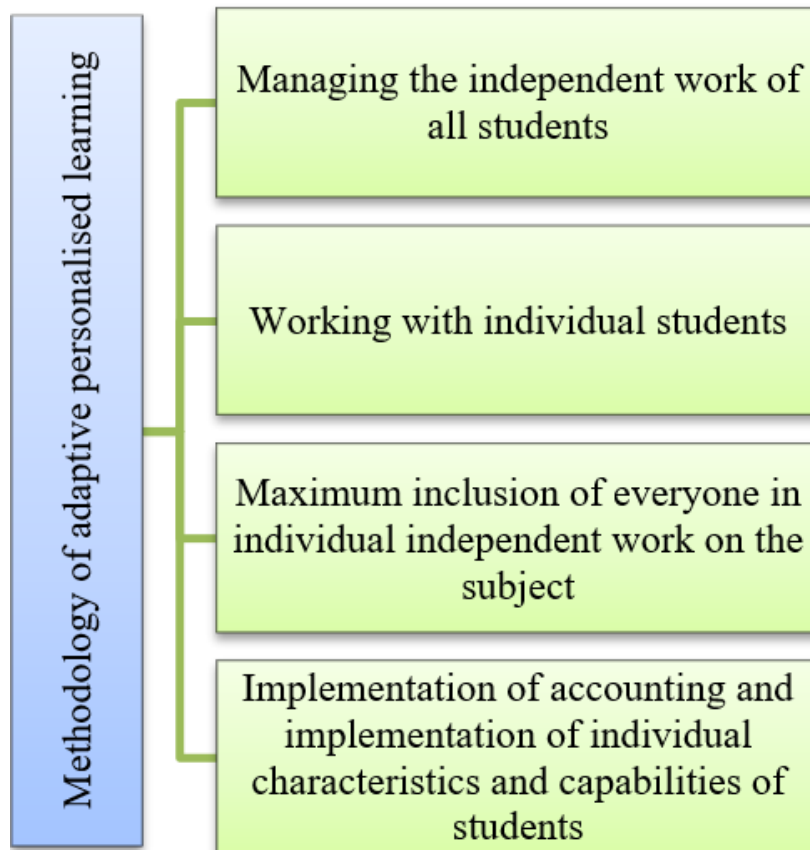 Methodology of adaptive personalised learning
Managing the independent work of
all students
Working with individual students
Maximum inclusion of everyone in
individual independent work on the
subject
Implementation of accounting and
implementation of individual
characteristics and capabilities of
students